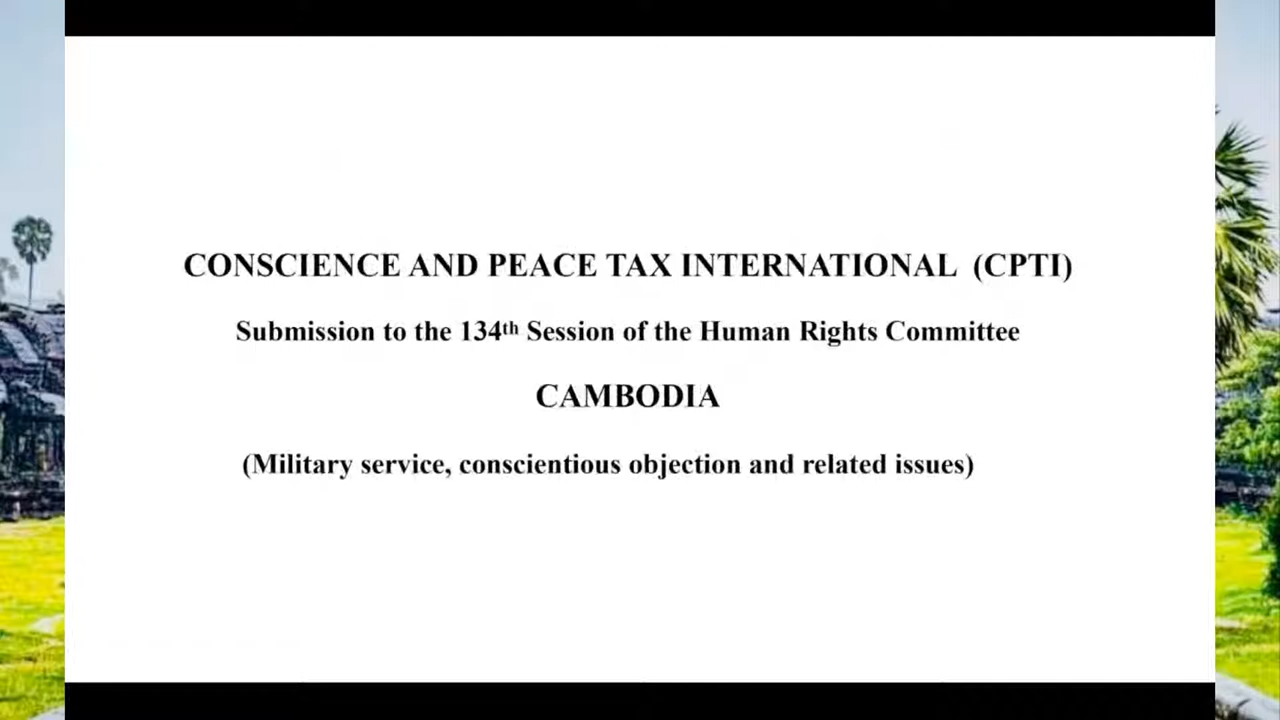 CONSCIENCE AND PEACE TAX INTERNATIONAL (CPTI)
Submission to the 134th Session of the Human Rights Committee
CAMBODIA
(Military service, conscientious objection and related issues)